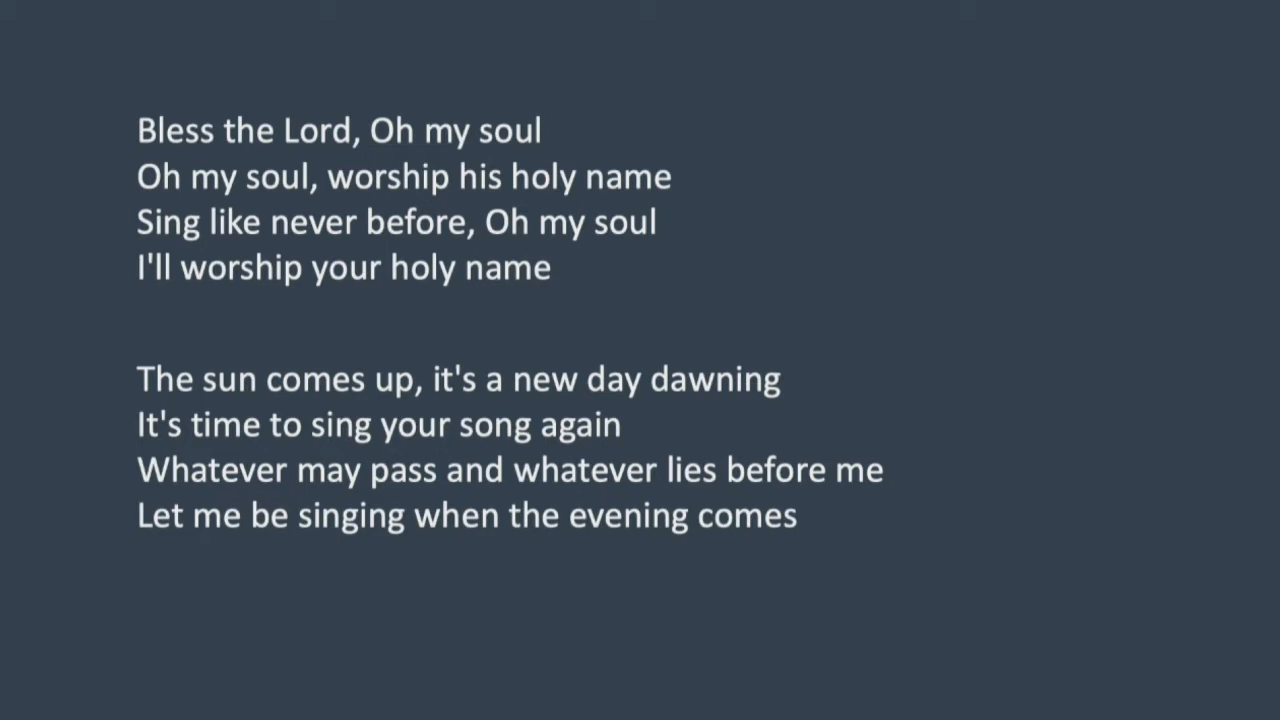 Bless the Lord, Oh my soul
Oh my soul, worship his holy name
Sing like never before, Oh my soul
I'll worship your holy name
The sun comes up, it's a new day dawning
It's time to sing your song again
Whatever may pass and whatever lies before me
Let me be singing when the evening comes